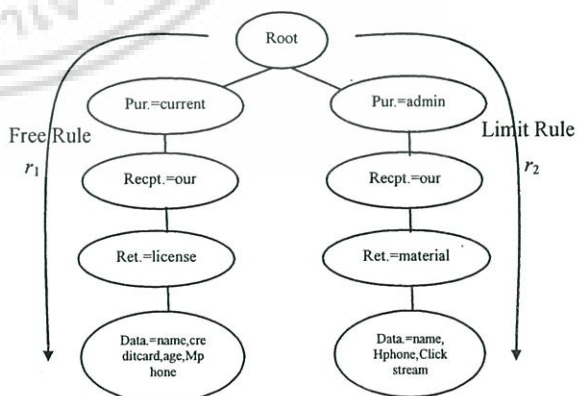 Root
Pur.=current
Pur.=admin
Free Rule
Limit Rule
r1
r2
Recpt.=our
Recpt.=our
Ret.=license
Ret.=material
Data.=name,cre
ditcard,age,Mp
hone
Data.=name,
Hphone,Click
stream